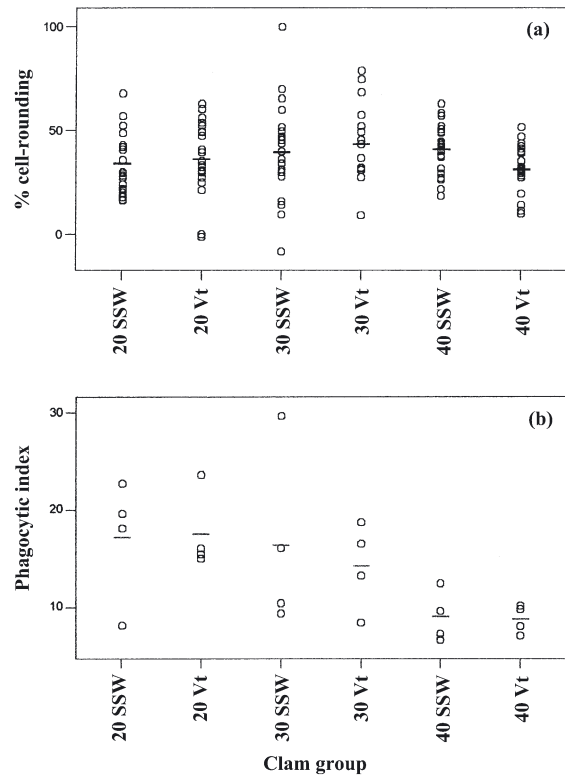 (a)
100
50
0
% cell-rounding
20 SSW
20 Vt
30 SSW
30 Vt
40 SSW
40 Vt
(b)
30
20
10
Phagocytic index
20 SSW
20 Vt
30 SSW
30 Vt
40 SSW
40 Vt
Clam group